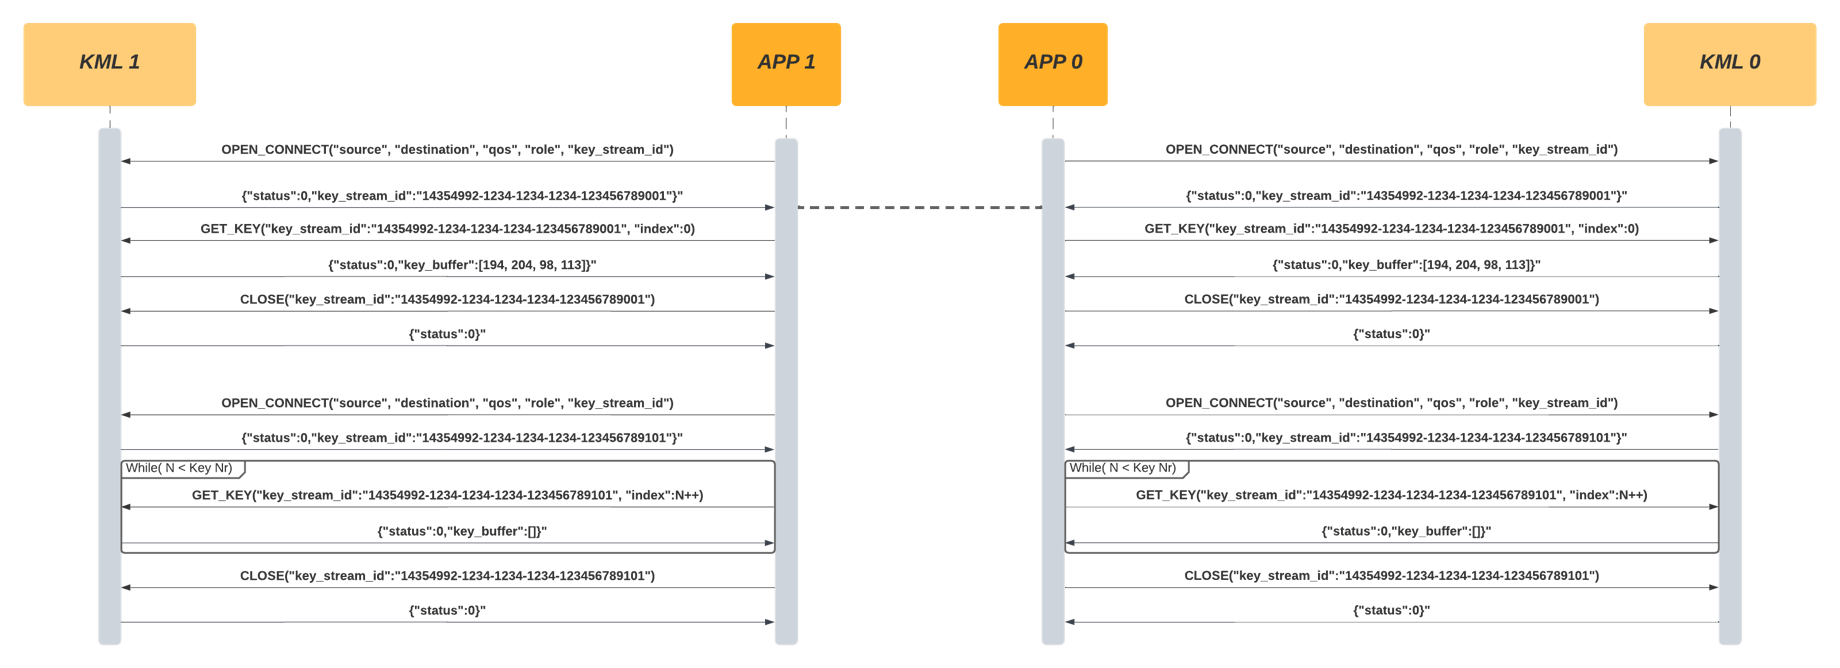 KML 1
APP 1
APP 0
KML 0
OPEN_CONNECT("source", "destination", "qos", "role", "key_stream_id")
OPEN_CONNECT("source", "destination", "qos", "role", "key_stream_id")
{"status":0,"key_stream_id":"14354992-1234-1234-1234-123456789001"}"
{"status":0,"key_stream_id":"14354992-1234-1234-1234-123456789001"}"
GET_KEY("key_stream_id":"14354992-1234-1234-1234-123456789001", "index":0)
GET_KEY("key_stream_id":"14354992-1234-1234-1234-123456789001", "index":0)
{"status":0,"key_buffer":[194, 204, 98, 113]}"
{"status":0,"key_buffer":[194, 204, 98, 113]}"
CLOSE("key_stream_id":"14354992-1234-1234-1234-123456789001")
CLOSE("key_stream_id":"14354992-1234-1234-1234-123456789001")
{"status":0}"
{"status":0}"
OPEN_CONNECT("source", "destination", "qos", "role", "key_stream_id")
OPEN_CONNECT("source", "destination", "qos", "role", "key_stream_id")
{"status":0,"key_stream_id":"14354992-1234-1234-1234-123456789101"}"
{"status":0,"key_stream_id":"14354992-1234-1234-1234-123456789101"}"
While( N < Key Nr)
While( N < Key Nr)
GET_KEY("key_stream_id":"14354992-1234-1234-1234-123456789101", "index":N++)
GET_KEY("key_stream_id":"14354992-1234-1234-1234-123456789101", "index":N++)
{"status":0,"key_buffer":[]}"
{"status":0,"key_buffer":[]}"
CLOSE("key_stream_id":"14354992-1234-1234-1234-123456789101")
CLOSE("key_stream_id":"14354992-1234-1234-1234-123456789101")
{"status":0}"
{"status":0}"